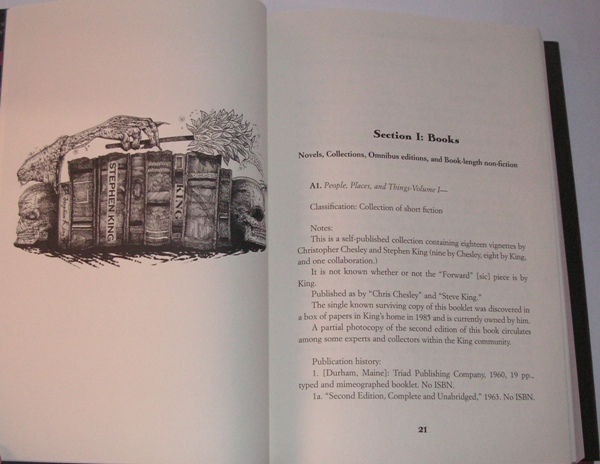 STEPHEN KING
KING
Section I: Books
Novels, Collections, Omnibus editions, and Book-length non-fiction
A1. People, Places, and Things-Volume I—
Classification: Collection of short fiction
Notes:
This is a self-published collection containing eighteen vignettes by
Christopher Chesley and Stephen King (nine by Chesley, eight by King,
and one collaboration.)
It is not known whether or not the “Forward” [sic] piece is by
King.
Published as by “Chris Chesley” and “Steve King.”
The single known surviving copy of this booklet was discovered in
a box of papers in King's home in 1985 and is currently owned by him.
A partial photocopy of the second edition of this book circulates
among some experts and collectors within the King community.
Publication history:
1. [Durham, Maine]: Triad Publishing Company, 1960, 19 pp.,
typed and mimeographed booklet. No ISBN.
1a. “Second Edition, Complete and Unabridged,” 1963. No ISBN.
21